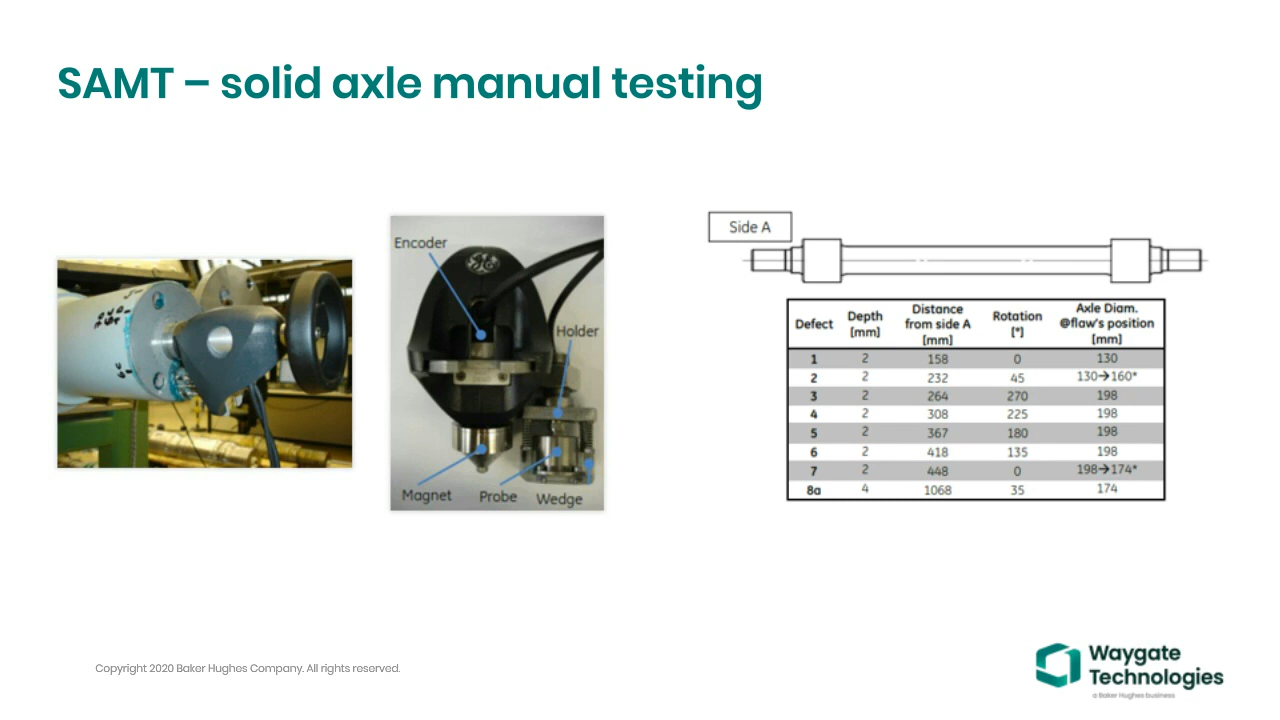 SAMT – solid axle manual testing
Encoder
Holder
Magnet
Probe
Wedge
Side A
Defect Depth [mm] Distance from side A [mm] Rotation [°] Axle Diam. @flaw's position [mm]
1 2 158 0 130
2 2 232 45 130→160*
3 2 264 270 198
4 2 308 225 198
5 2 367 180 198
6 2 418 135 198
7 2 448 0 198→174*
8a 4 1068 35 174
Copyright 2020 Baker Hughes Company. All rights reserved.
Waygate
Technologies
a Baker Hughes business